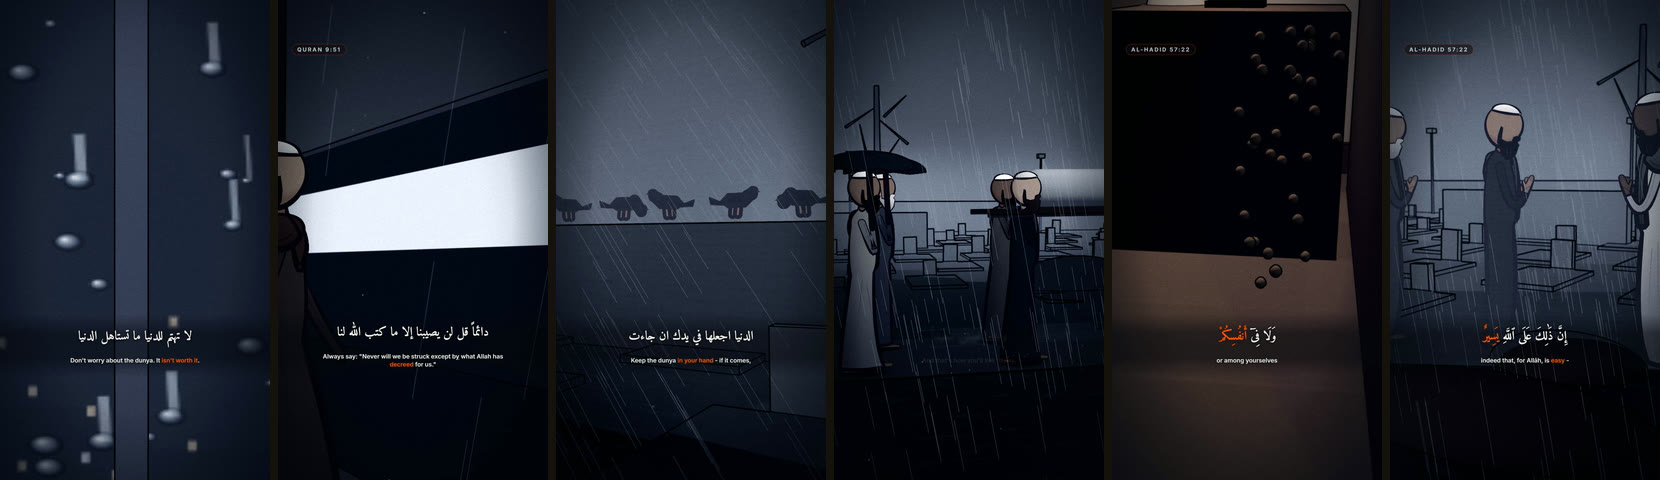 لا تهتم للدنيا ما تستاهل الدنيا
Don't worry about the dunya. It isn't worth it.
QURAN 9:51
دائماً قل لن يصيبنا إلا ما كتب الله لنا
Always say: "Never will we be struck except by what Allah has
decreed for us."
الدنيا اجعلها في يدك ان جاءت
Keep the dunya in your hand - if it comes,
AL-HADID 57:22
وَلَا فِىٓ أَنفُسِكُمْ
or among yourselves
AL-HADID 57:22
إِنَّ ذَٰلِكَ عَلَى ٱللَّهِ يَسِيرٌ
indeed that, for Allāh, is easy -